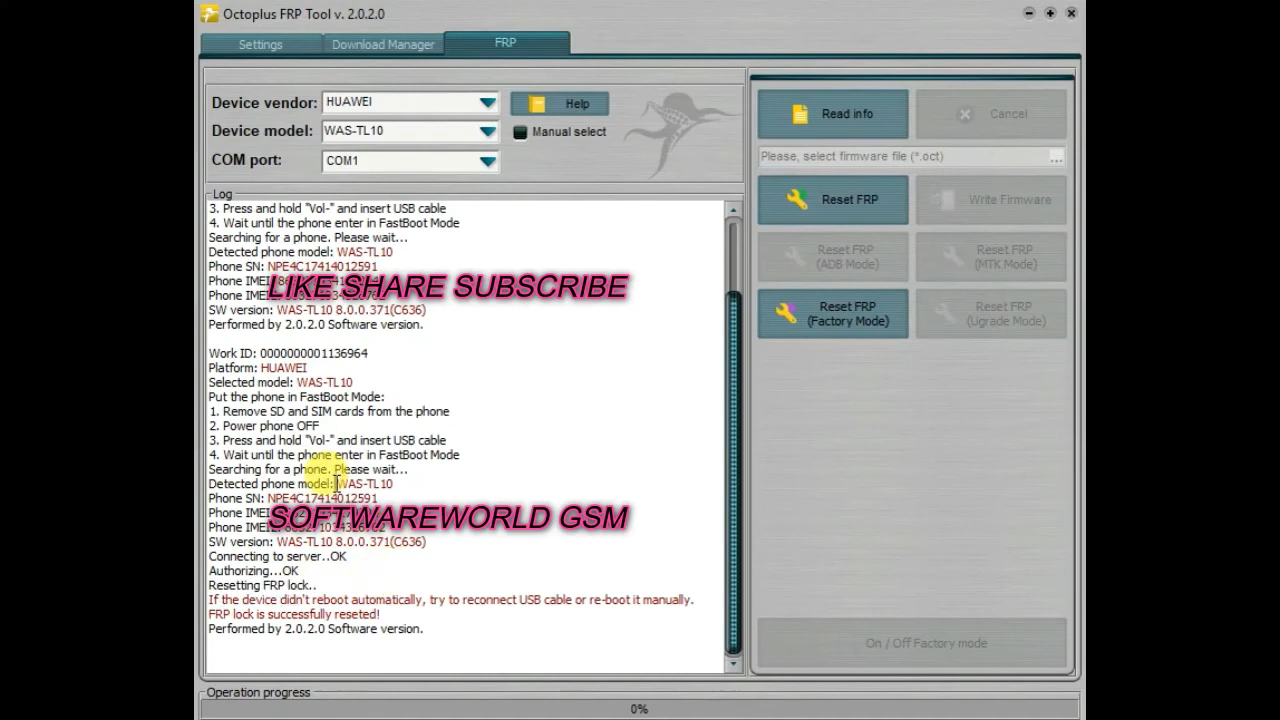 Octoplus FRP Tool v. 2.0.2.0
Settings
Download Manager
FRP
Device vendor: HUAWEI
Help
Device model: WAS-TL10
Manual select
COM port: COM1
Log
3. Press and hold "Vol-" and insert USB cable
4. Wait until the phone enter in FastBoot Mode
Searching for a phone. Please wait...
Detected phone model: WAS-TL10
Phone SN: NPE4C17414012591
Phone
LIKE SHARE SUBSCRIBE
Phone
SW version: WAS-TL10 8.0.0.371(C636)
Performed by 2.0.2.0 Software version.
Work ID: 0000000001136964
Platform: HUAWEI
Selected model: WAS-TL10
Put the phone in FastBoot Mode:
1. Remove SD and SIM cards from the phone
2. Power phone OFF
3. Press and hold "Vol-" and insert USB cable
4. Wait until the phone enter in FastBoot Mode
Searching for a phone. Please wait...
Detected phone model: WAS-TL10
Phone SN: NPE4C17414012591
Phone
SOFTWAREWORLD GSM
Phone
SW version: WAS-TL10 8.0.0.371(C636)
Connecting to server..OK
Authorizing...OK
Resetting FRP lock..
If the device didn't reboot automatically, try to reconnect USB cable or re-boot it manually.
FRP lock is successfully reseted!
Performed by 2.0.2.0 Software version.
Read info
Cancel
Please, select firmware file (*.oct)
...
Reset FRP
Write Firmware
Reset FRP
(ADB Mode)
Reset FRP
(MTK Mode)
Reset FRP
(Factory Mode)
Reset FRP
(Ugrade Mode)
On / Off Factory mode
Operation progress
0%